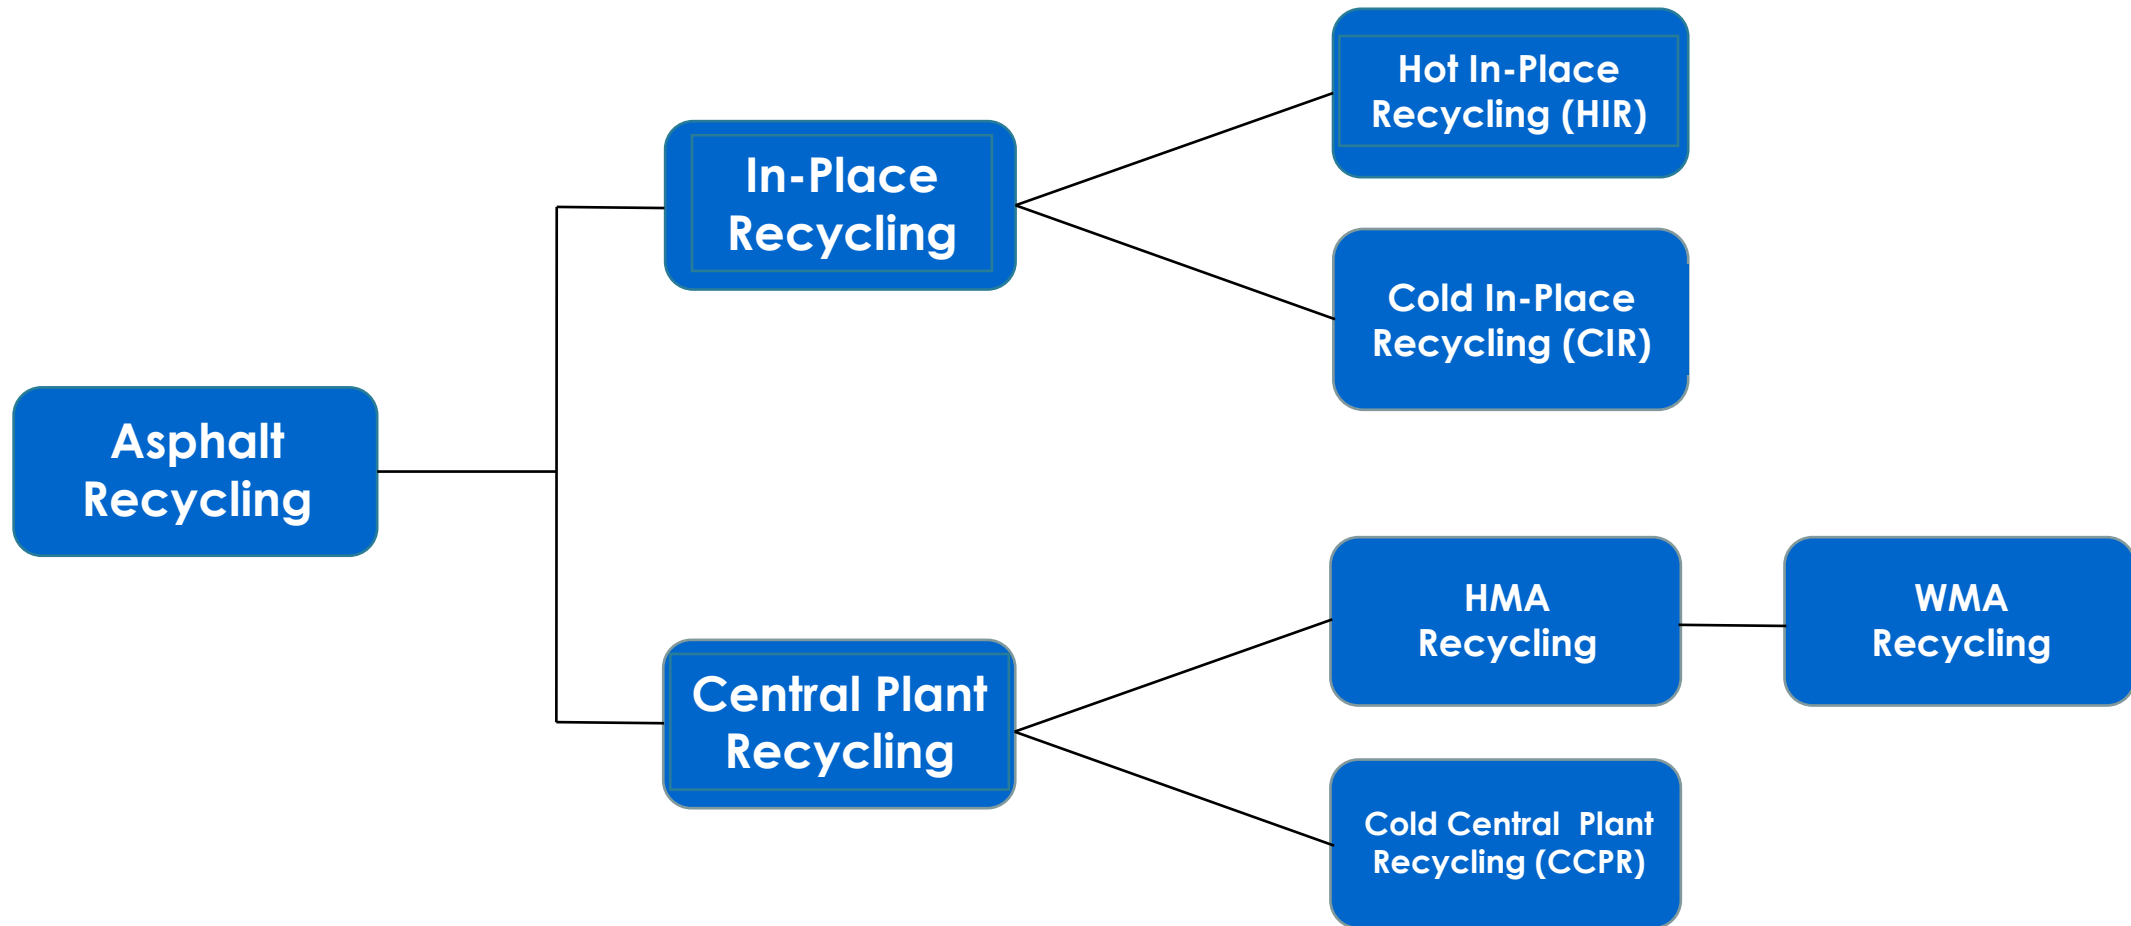 Hot In-Place
Recycling (HIR)
In-Place
Recycling
Cold In-Place
Recycling (CIR)
Asphalt
Recycling
HMA
Recycling
WMA
Recycling
Central Plant
Recycling
Cold Central  Plant
Recycling (CCPR)